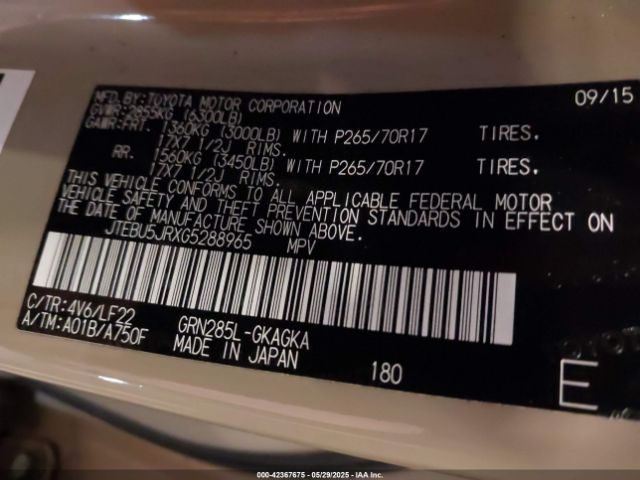 MFD.BY:TOYOTA MOTOR CORPORATION 09/15
GVWR:2855KG (6300LB)
GAWR:FRT. 1360KG (3000LB) WITH P265/70R17 TIRES.
17X7 1/2J RIMS.
RR. 1560KG (3450LB) WITH P265/70R17 TIRES.
17X7 1/2J RIMS.
THIS VEHICLE CONFORMS TO ALL APPLICABLE FEDERAL MOTOR
VEHICLE SAFETY AND THEFT PREVENTION STANDARDS IN EFFECT ON
THE DATE OF MANUFACTURE SHOWN ABOVE.
JTEBU5JRXG5288965 MPV
C/TR:4V6/LF22
A/TM:A01B/A750F
GRN285L-GKAGKA
MADE IN JAPAN
180
E
000-42367675 | 05/29/2025 | IAA Inc.